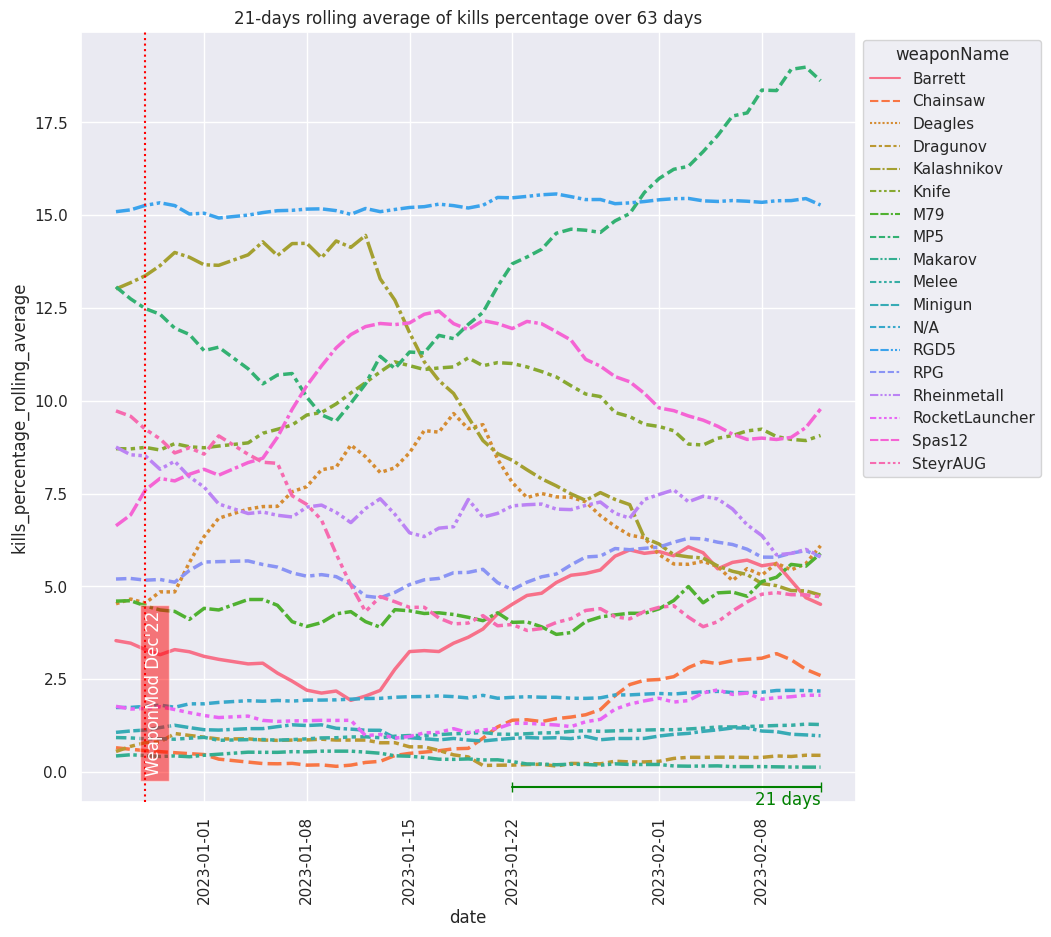 21-days rolling average of kills percentage over 63 days
kills_percentage_rolling_average
17.5
15.0
12.5
10.0
7.5
5.0
2.5
0.0
WeaponMod Dec'22
21 days
2023-01-01
2023-01-08
2023-01-15
2023-01-22
2023-02-01
2023-02-08
date
weaponName
Barrett
Chainsaw
Deagles
Dragunov
Kalashnikov
Knife
M79
MP5
Makarov
Melee
Minigun
N/A
RGD5
RPG
Rheinmetall
RocketLauncher
Spas12
SteyrAUG